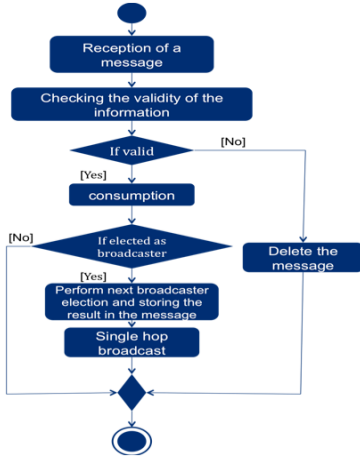 Reception of a
message
Checking the validity of the
information
If valid
[No]
[Yes]
consumption
[No]
If elected as
broadcaster
Delete the
message
[Yes]
Perform next broadcaster
election and storing the
result in the message
Single hop
broadcast